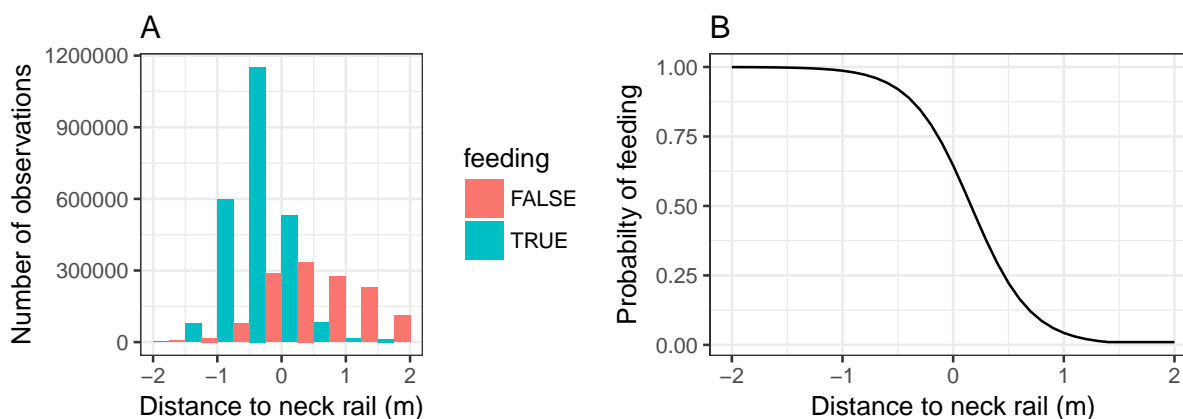 A
Number of observations
1200000
900000
600000
300000
0
−2
−1
0
1
2
Distance to neck rail (m)
feeding
FALSE
TRUE
B
Probabilty of feeding
1.00
0.75
0.50
0.25
0.00
−2
−1
0
1
2
Distance to neck rail (m)